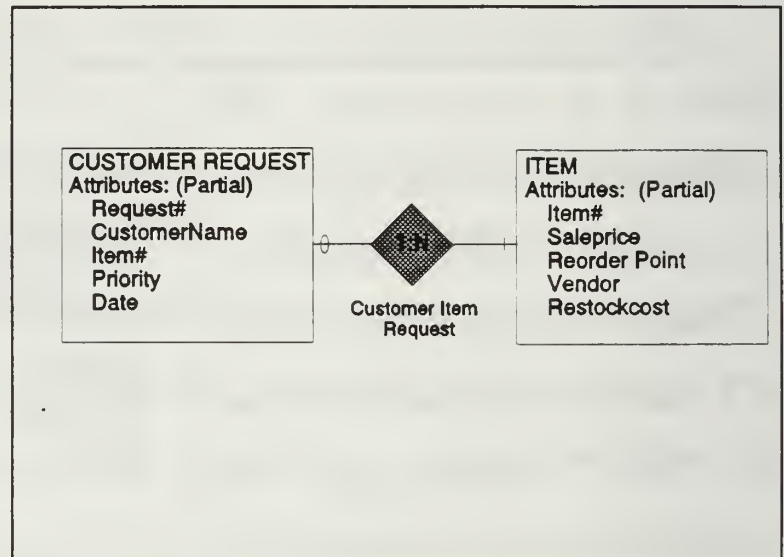 CUSTOMER REQUEST
Attributes: (Partial)
Request#
CustomerName
Item#
Priority
Date
Customer Item
Request
ITEM
Attributes: (Partial)
Item#
Saleprice
Reorder Point
Vendor
Restockcost